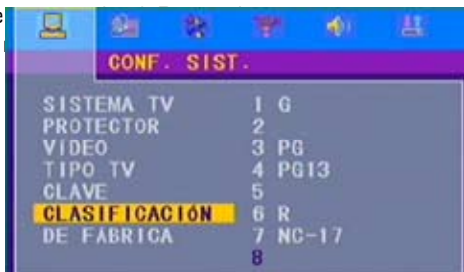 e
CONF. SIST.
SISTEMA TV 1 G
PROTECTOR 2
VIDEO 3 PG
TIPO TV 4 PG13
CLAVE 5
CLASIFICACIÓN 6 R
DE FABRICA 7 NC-17
8